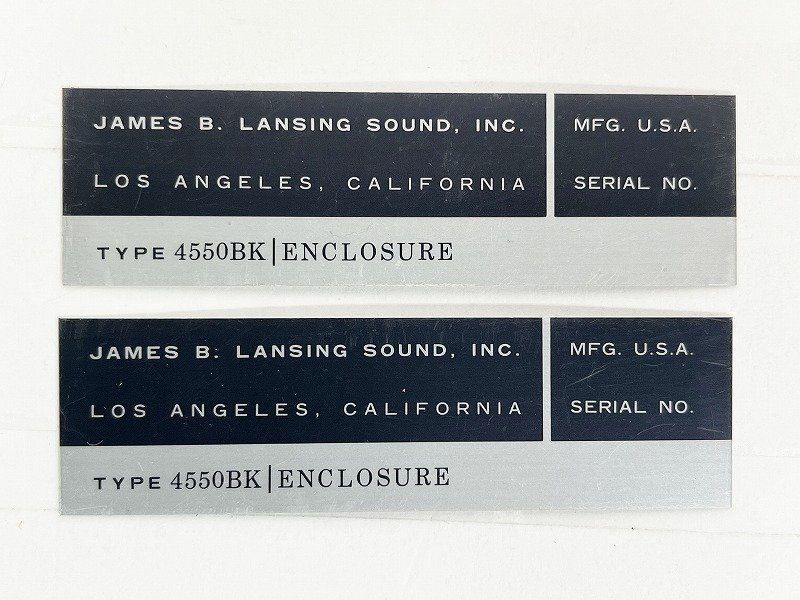 JAMES B. LANSING SOUND, INC. MFG. U.S.A.
LOS ANGELES, CALIFORNIA SERIAL NO.
TYPE 4550BK|ENCLOSURE
JAMES B. LANSING SOUND, INC. MFG. U.S.A.
LOS ANGELES, CALIFORNIA SERIAL NO.
TYPE 4550BK|ENCLOSURE